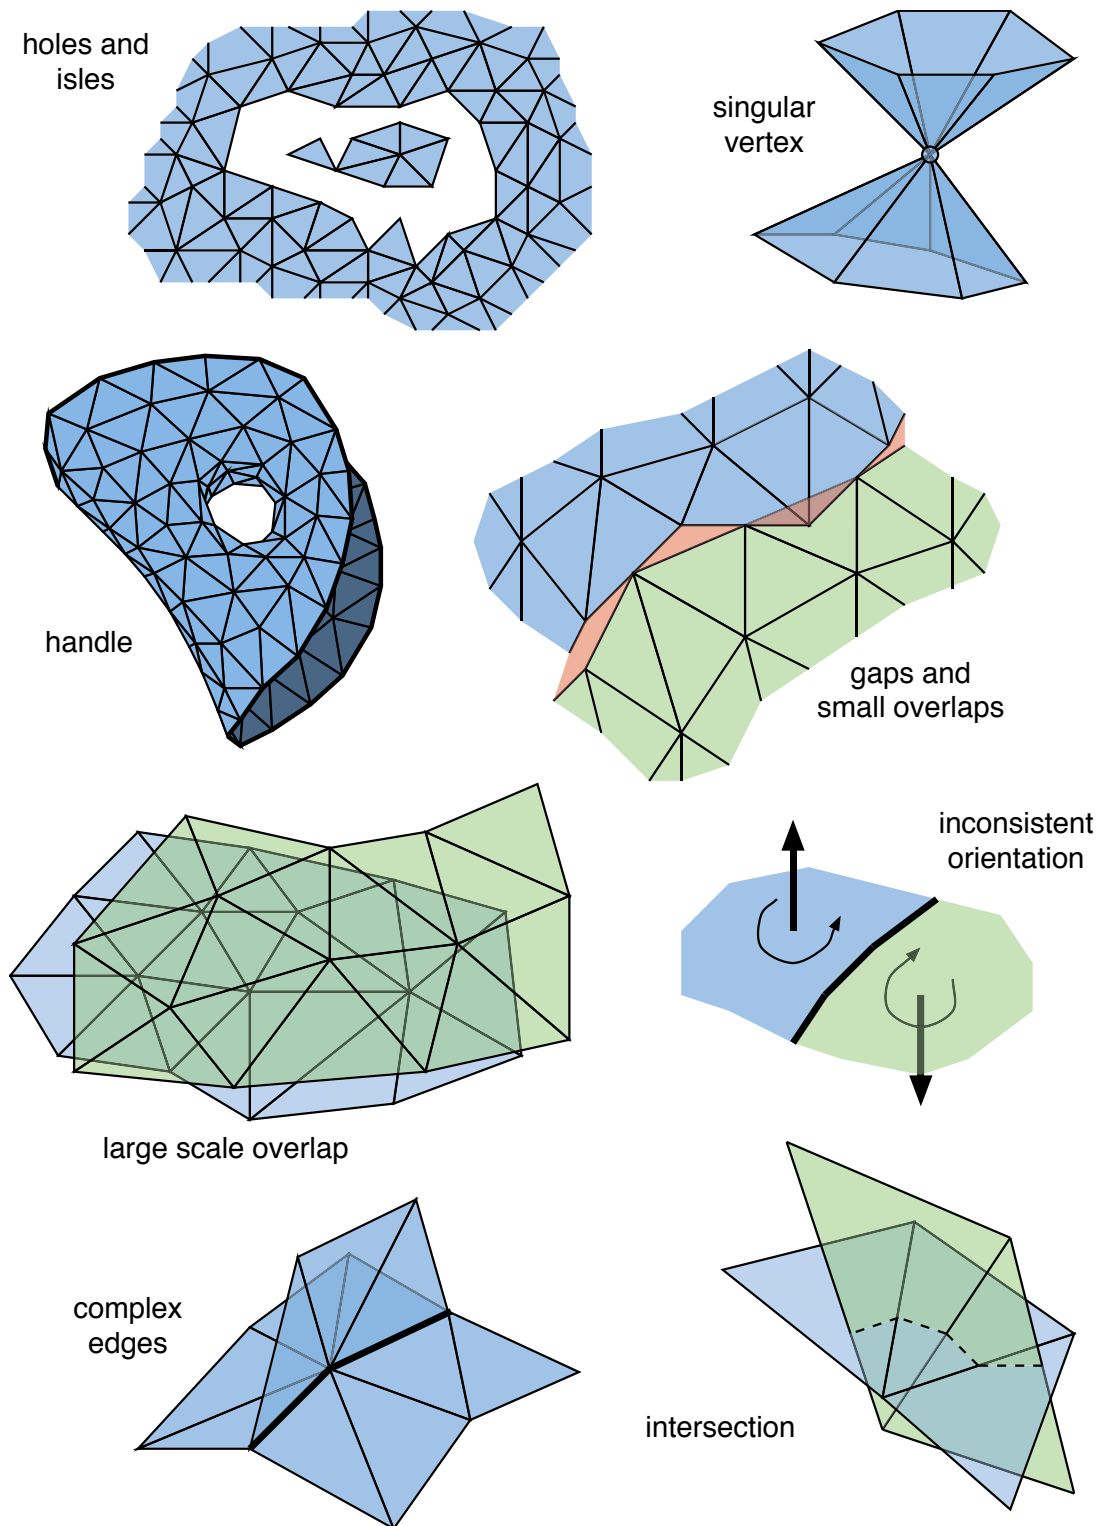 holes and
isles
singular
vertex
handle
gaps and
small overlaps
inconsistent
orientation
large scale overlap
complex
edges
intersection